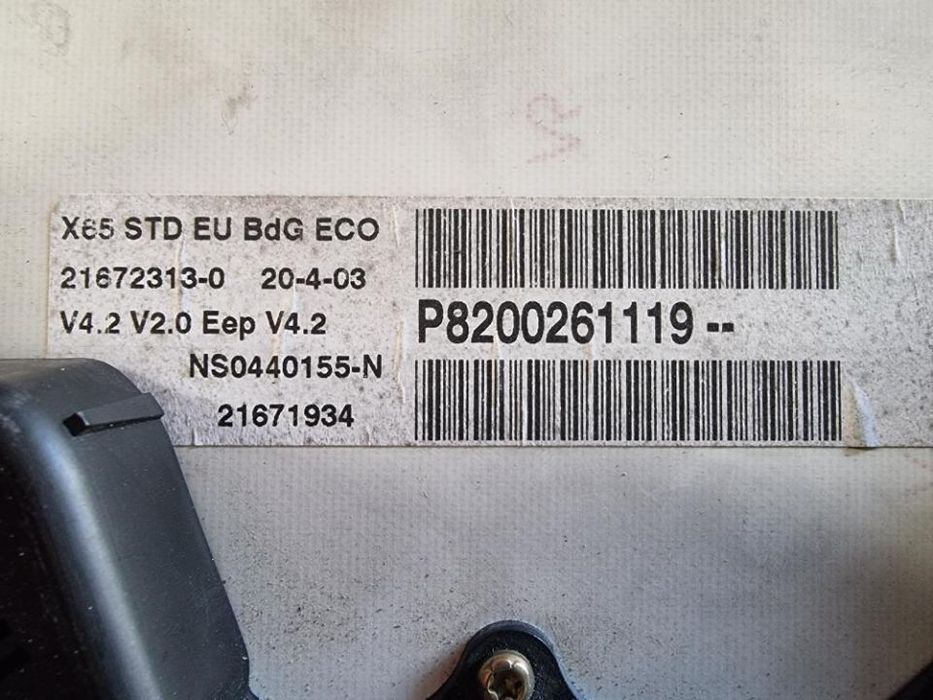 VR
X65 STD EU BdG ECO
21672313-0 20-4-03
V4.2 V2.0 Eep V4.2
NS0440155-N
21671934
P8200261119--